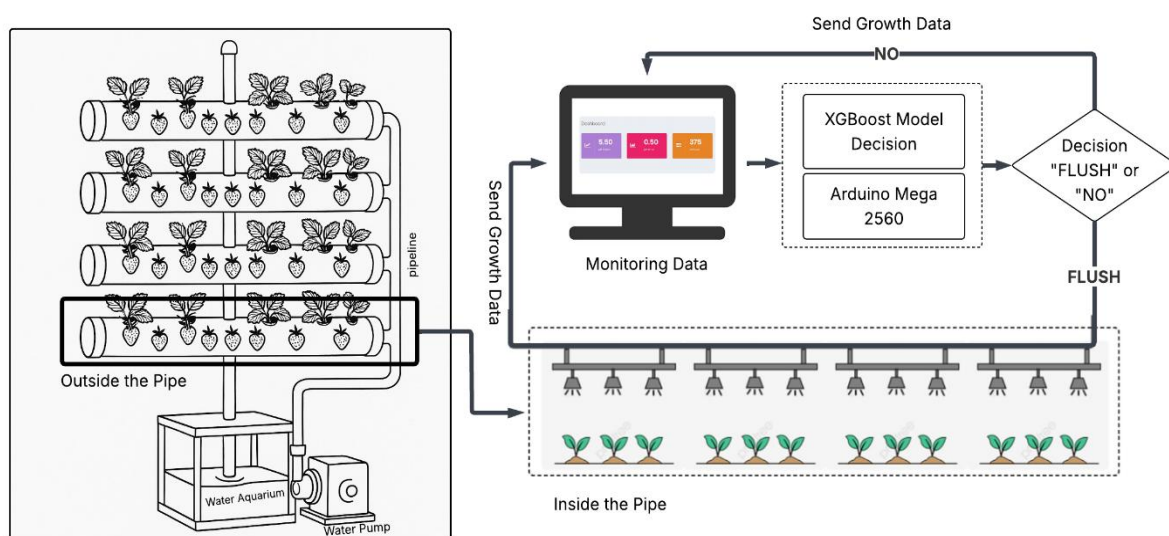 pipeline
Outside the Pipe
Water Aquarium
Water Pump
Send Growth Data
NO
Dashboard
5.50
0.50
375
Monitoring Data
XGBoost Model
Decision
Arduino Mega
2560
Decision
"FLUSH" or
"NO"
Send Growth Data
FLUSH
Inside the Pipe